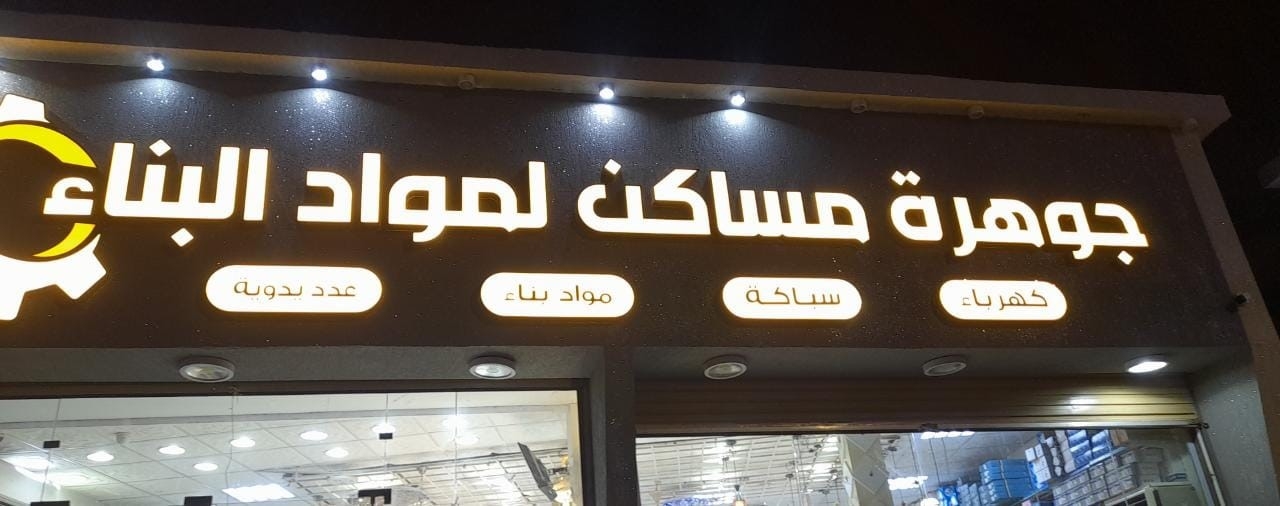 جوهرة مساكن لمواد البناء
كهرباء سباكة مواد بناء عدد يدوية